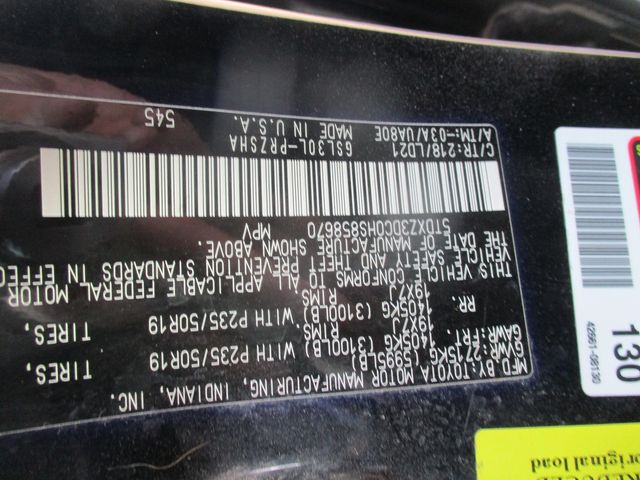 MFD BY: TOYOTA MOTOR MANUFACTURING, INDIANA, INC.
GVWR: 2715KG (5995LB)
GAWR: FRT. 1405KG (3100LB) WITH P235/50R19 TIRES,
19X7J RIMS
RR. 1405KG (3100LB) WITH P235/50R19 TIRES,
19X7J RIMS
THIS VEHICLE CONFORMS TO ALL APPLICABLE FEDERAL MOTOR
VEHICLE SAFETY AND THEFT PREVENTION STANDARDS IN EFFEC
THE DATE OF MANUFACTURE SHOWN ABOVE.
5TDXZ3DC0HS858670 MPV
C/TR:218/LD21 GSL30L-PRZSHA
A/TM:-03A/UA80E MADE IN U.S.A. 545
130
42661-08130
REDUCED
original load